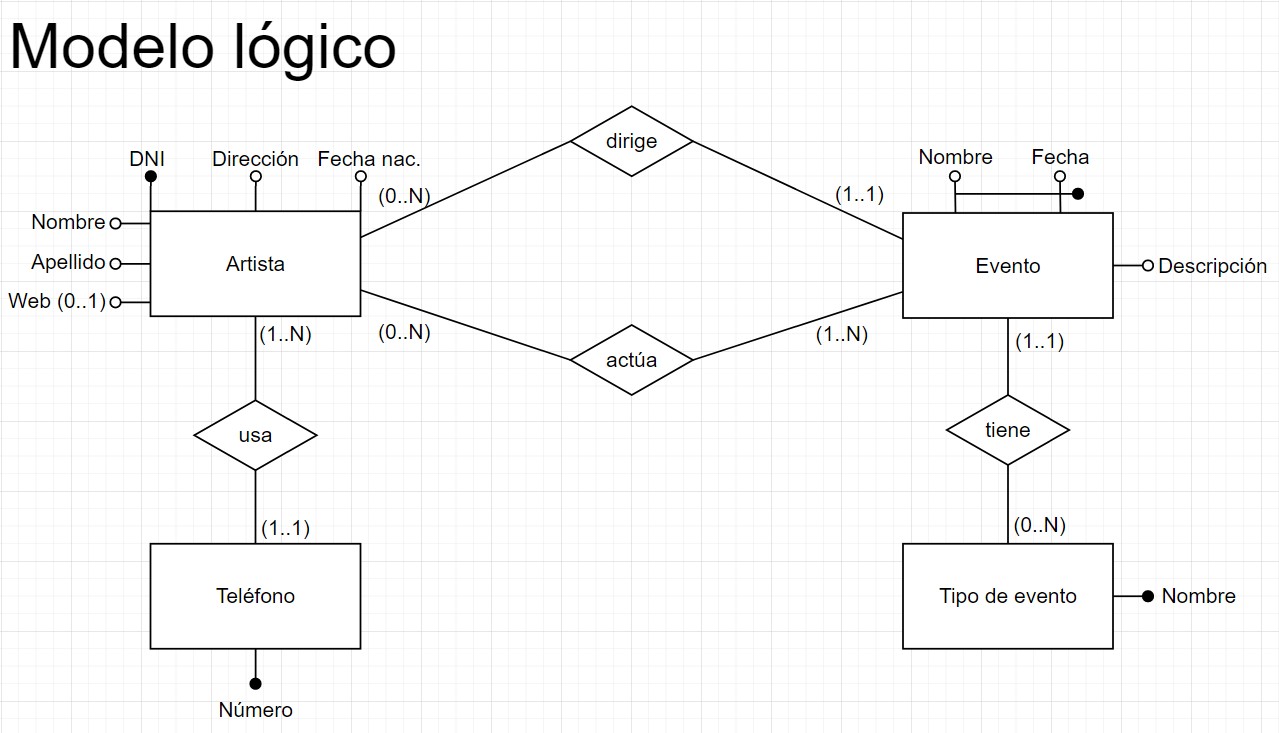 Modelo lógico
dirige
DNI
Dirección
Fecha nac.
Nombre
Fecha
(0..N)
(1..1)
Nombre
Apellido
Web (0..1)
Artista
Evento
Descripción
(1..N)
(0..N)
(1..N)
(1..1)
actúa
usa
tiene
(1..1)
(0..N)
Teléfono
Tipo de evento
Nombre
Número